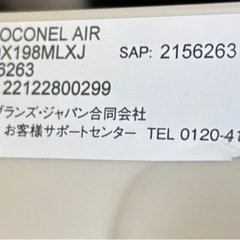 OCONEL AIR
X198MLXJ SAP: 2156263
6263
22122800299
ブランズ・ジャパン合同会社
お客様サポートセンター TEL 0120-4